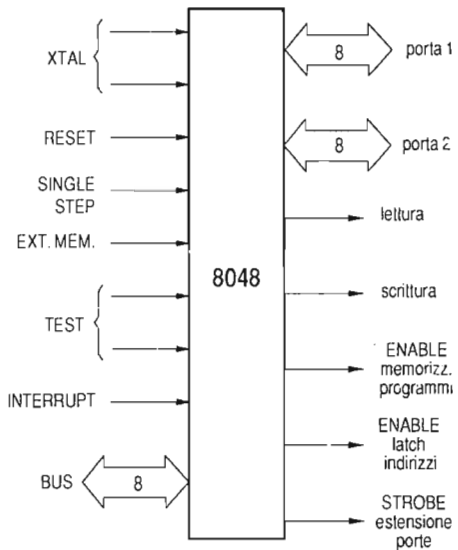 XTAL
RESET
SINGLE
STEP
EXT. MEM.
TEST
INTERRUPT
BUS
8
8048
8
porta 1
8
porta 2
lettura
scrittura
ENABLE
memorizz.
programmi
ENABLE
latch
indirizzi
STROBE
estensione
porte